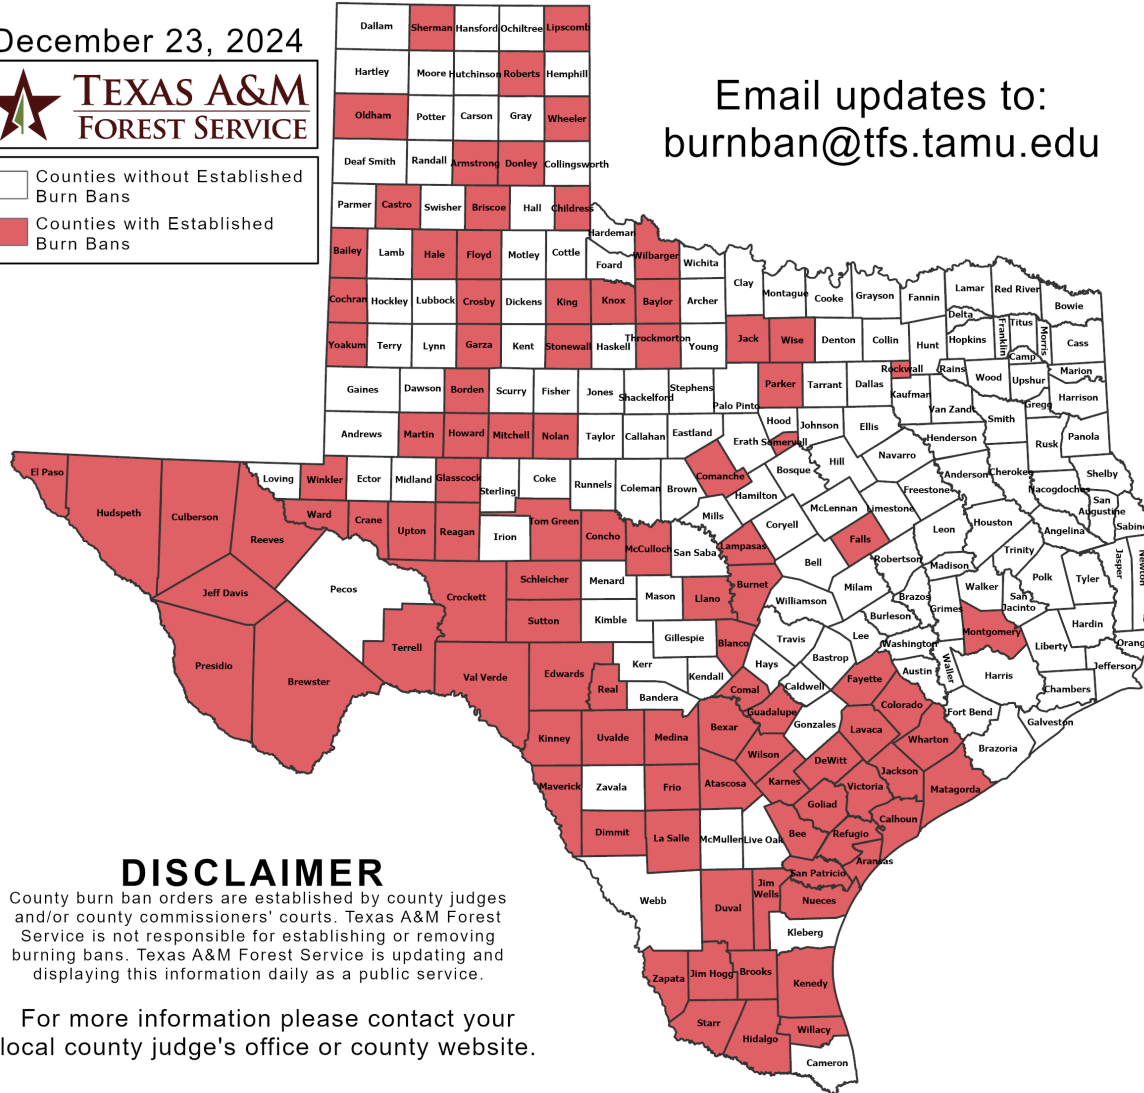 December 23, 2024
TEXAS A&M
FOREST SERVICE
Counties without Established
Burn Bans
Counties with Established
Burn Bans
Email updates to:
burnban@tfs.tamu.edu
Dallam Sherman Hansford Ochiltree Lipscomb
Hartley Moore Hutchinson Roberts Hemphill
Oldham Potter Carson Gray Wheeler
Deaf Smith Randall Armstrong Donley Collingsworth
Parmer Castro Swisher Briscoe Hall Childress
Hardeman
Bailey Lamb Hale Floyd Motley Cottle Foard Wilbarger Wichita
Cochran Hockley Lubbock Crosby Dickens King Knox Baylor Archer Clay Montague Cooke Grayson Fannin Lamar Red River Bowie
Delta Franklin Titus Morris Cass
Yoakum Terry Lynn Garza Kent Stonewall Haskell Throckmorton Young Jack Wise Denton Collin Hunt Hopkins Camp
Rockwall Rains Wood Upshur Marion
Gaines Dawson Borden Scurry Fisher Jones Shackelford Stephens Palo Pinto Parker Tarrant Dallas Kaufman Van Zandt Smith Gregg Harrison
Andrews Martin Howard Mitchell Nolan Taylor Callahan Eastland Erath Hood Somervell Johnson Ellis Henderson Rusk Panola
El Paso Loving Winkler Ector Midland Glasscock Sterling Coke Runnels Coleman Brown Comanche Hamilton Bosque Hill Navarro Freestone Anderson Cherokee Nacogdoches Shelby
San
Augustine Sabine
Hudspeth Culberson Reeves Ward Crane Upton Reagan Irion Tom Green Concho McCulloch San Saba Mills Lampasas Coryell McLennan Limestone Falls Leon Houston Angelina
Jeff Davis Pecos Crockett Schleicher Menard Mason Llano Burnet Bell Milam Robertson Madison Trinity Polk Tyler Jasper Newton
Presidio Brewster Terrell Sutton Kimble Gillespie Blanco Williamson Burleson Brazos Grimes Walker
San
Jacinto Hardin
Val Verde Edwards Real Kerr Kendall Bandera Hays Travis Bastrop Lee Washington Austin Waller Montgomery Liberty Orange
Harris Jefferson Chambers
Comal Caldwell Fayette Colorado Fort Bend Galveston Brazoria
Kinney Uvalde Medina Bexar Guadalupe Gonzales Lavaca Wharton
Maverick Zavala Frio Atascosa Wilson Karnes DeWitt Victoria Jackson Matagorda
Dimmit La Salle McMullen Live Oak Bee Goliad Refugio Calhoun Aransas
Webb Duval
Jim
Wells San Patricio Nueces
Kleberg
Zapata Jim Hogg Brooks Kenedy
Starr Hidalgo Willacy
Cameron
DISCLAIMER
County burn ban orders are established by county judges
and/or county commissioners' courts. Texas A&M Forest
Service is not responsible for establishing or removing
burning bans. Texas A&M Forest Service is updating and
displaying this information daily as a public service.
For more information please contact your
local county judge's office or county website.